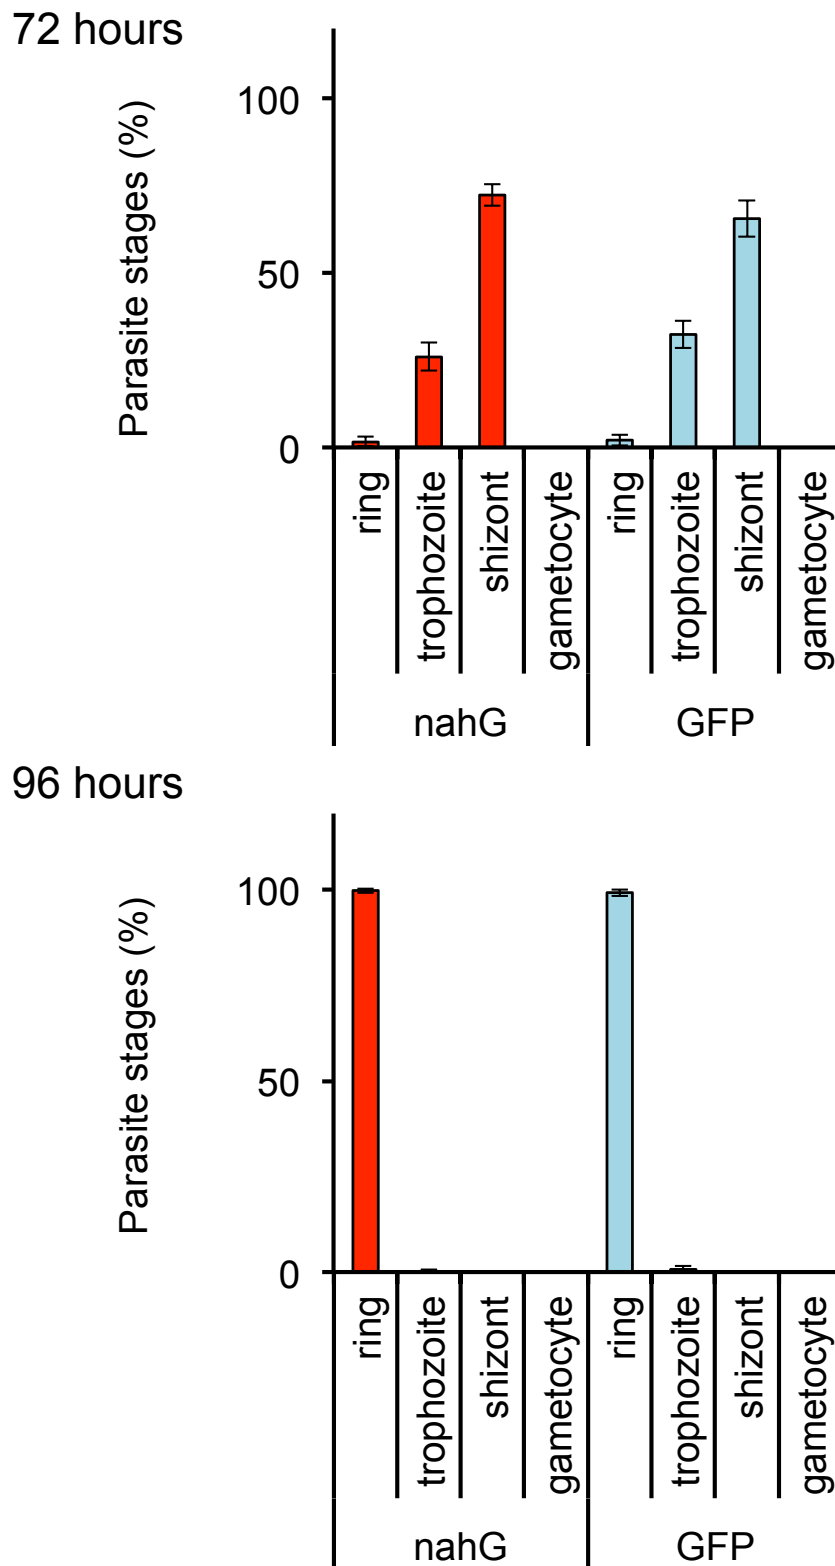 72 hours
Parasite stages (%)
100
50
0
ring
trophozoite
shizont
gametocyte
ring
trophozoite
shizont
gametocyte
nahG
GFP
96 hours
Parasite stages (%)
100
50
0
ring
trophozoite
shizont
gametocyte
ring
trophozoite
shizont
gametocyte
nahG
GFP